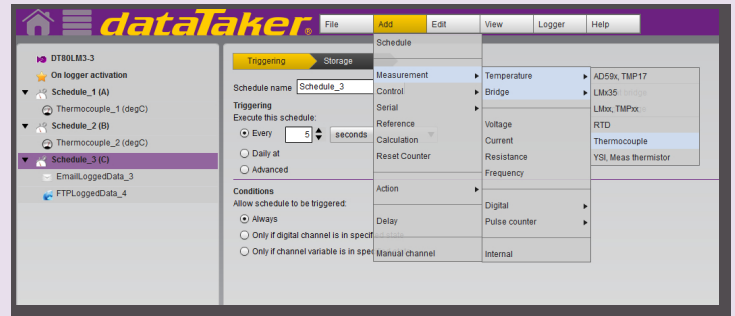 dataTaker®
File
Add
Edit
View
Logger
Help
DT80LM3-3
On logger activation
Schedule_1 (A)
Thermocouple_1 (degC)
Schedule_2 (B)
Thermocouple_2 (degC)
Schedule_3 (C)
EmailLoggedData_3
FTPLoggedData_4
Triggering
Storage
Schedule name
Schedule_3
Triggering
Execute this schedule:
Every
5
seconds
Daily at
Advanced
Conditions
Allow schedule to be triggered:
Always
Only if digital channel is in specified state
Only if channel variable is in spec
Schedule
Measurement
Control
Serial
Reference
Calculation
Reset Counter
Action
Delay
Manual channel
Temperature
Bridge
Voltage
Current
Resistance
Frequency
Digital
Pulse counter
Internal
AD59x, TMP17
LMx35
LMxx, TMPxx
RTD
Thermocouple
YSI, Meas thermistor